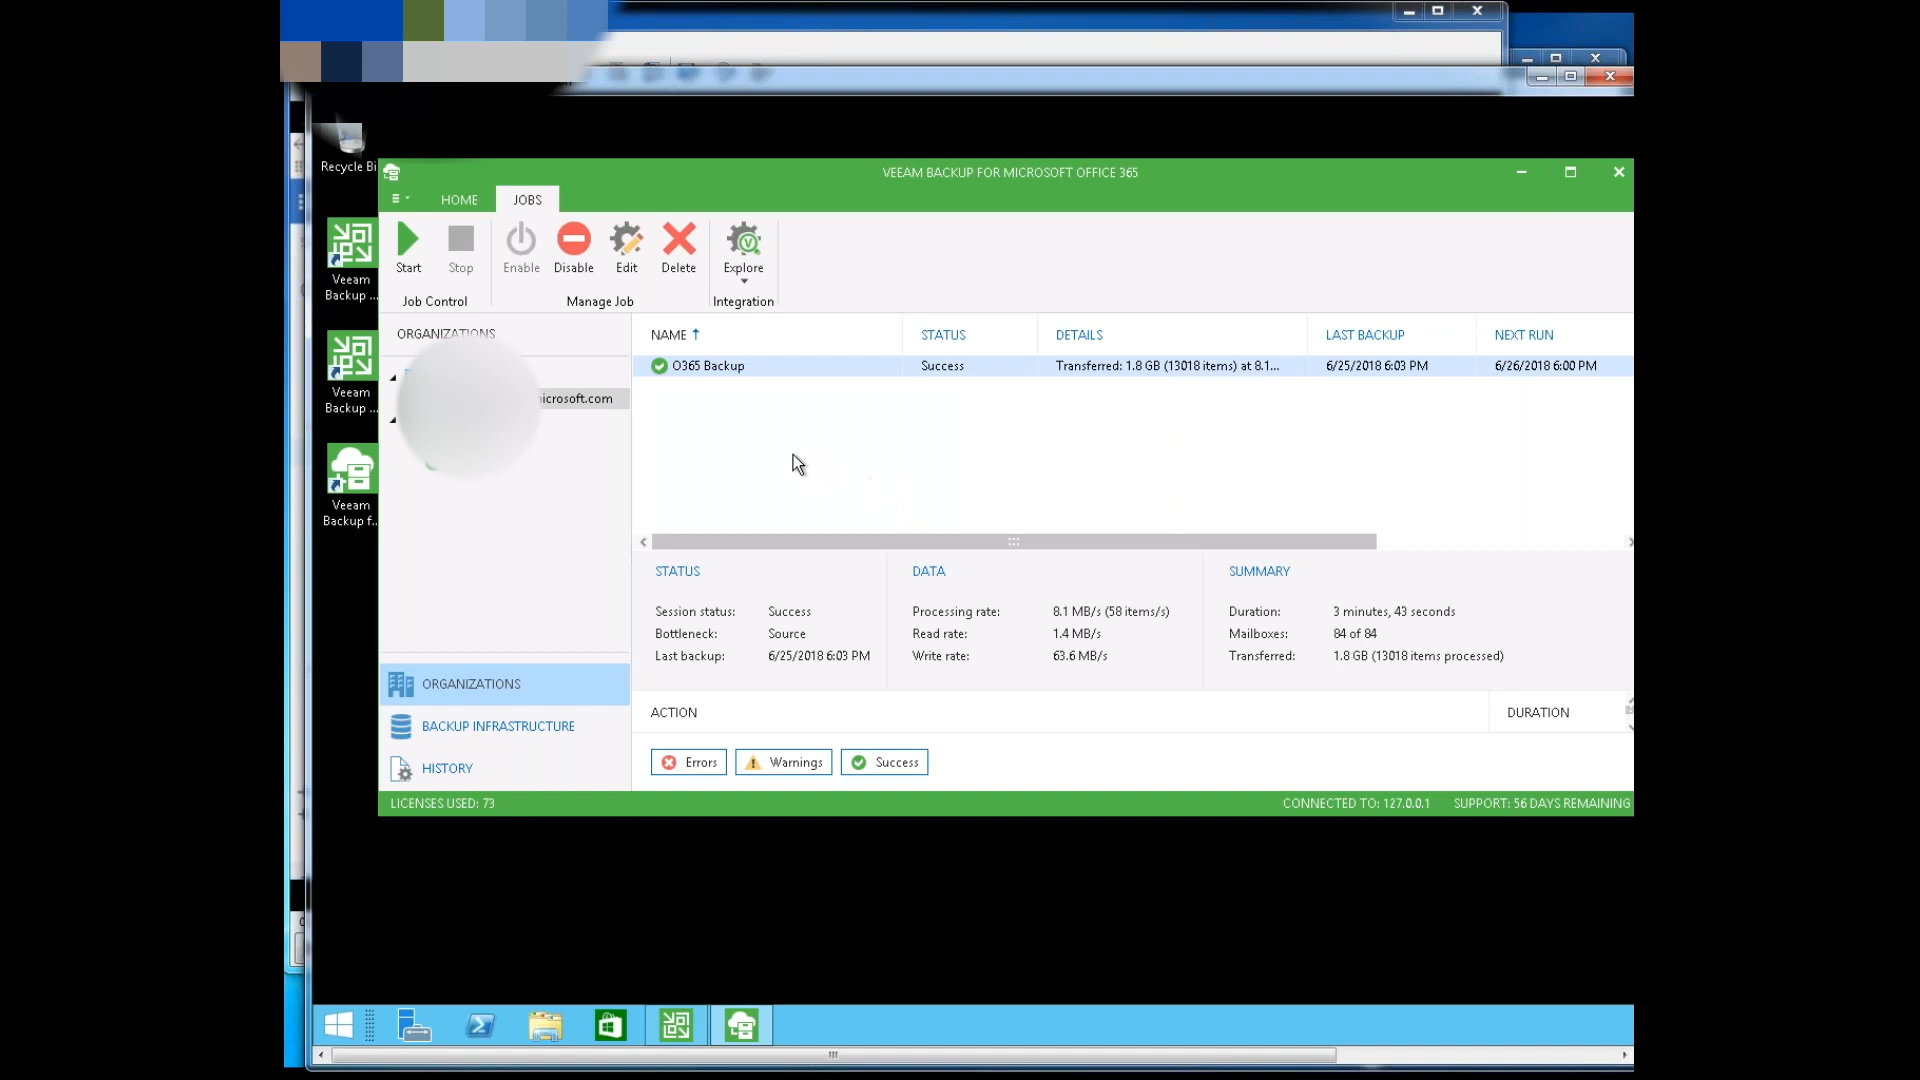 Recycle Bi
Veeam
Backup ...
Veeam
Backup ...
Veeam
Backup f...
VEEAM BACKUP FOR MICROSOFT OFFICE 365
HOME
JOBS
Start
Stop
Enable
Disable
Edit
Delete
Explore
Job Control
Manage Job
Integration
ORGANIZATIONS
icrosoft.com
NAME
STATUS
DETAILS
LAST BACKUP
NEXT RUN
O365 Backup
Success
Transferred: 1.8 GB (13018 items) at 8.1...
6/25/2018 6:03 PM
6/26/2018 6:00 PM
STATUS
Session status: Success
Bottleneck: Source
Last backup: 6/25/2018 6:03 PM
DATA
Processing rate: 8.1 MB/s (58 items/s)
Read rate: 1.4 MB/s
Write rate: 63.6 MB/s
SUMMARY
Duration: 3 minutes, 43 seconds
Mailboxes: 84 of 84
Transferred: 1.8 GB (13018 items processed)
ORGANIZATIONS
BACKUP INFRASTRUCTURE
HISTORY
ACTION
DURATION
Errors
Warnings
Success
LICENSES USED: 73
CONNECTED TO: 127.0.0.1
SUPPORT: 56 DAYS REMAINING